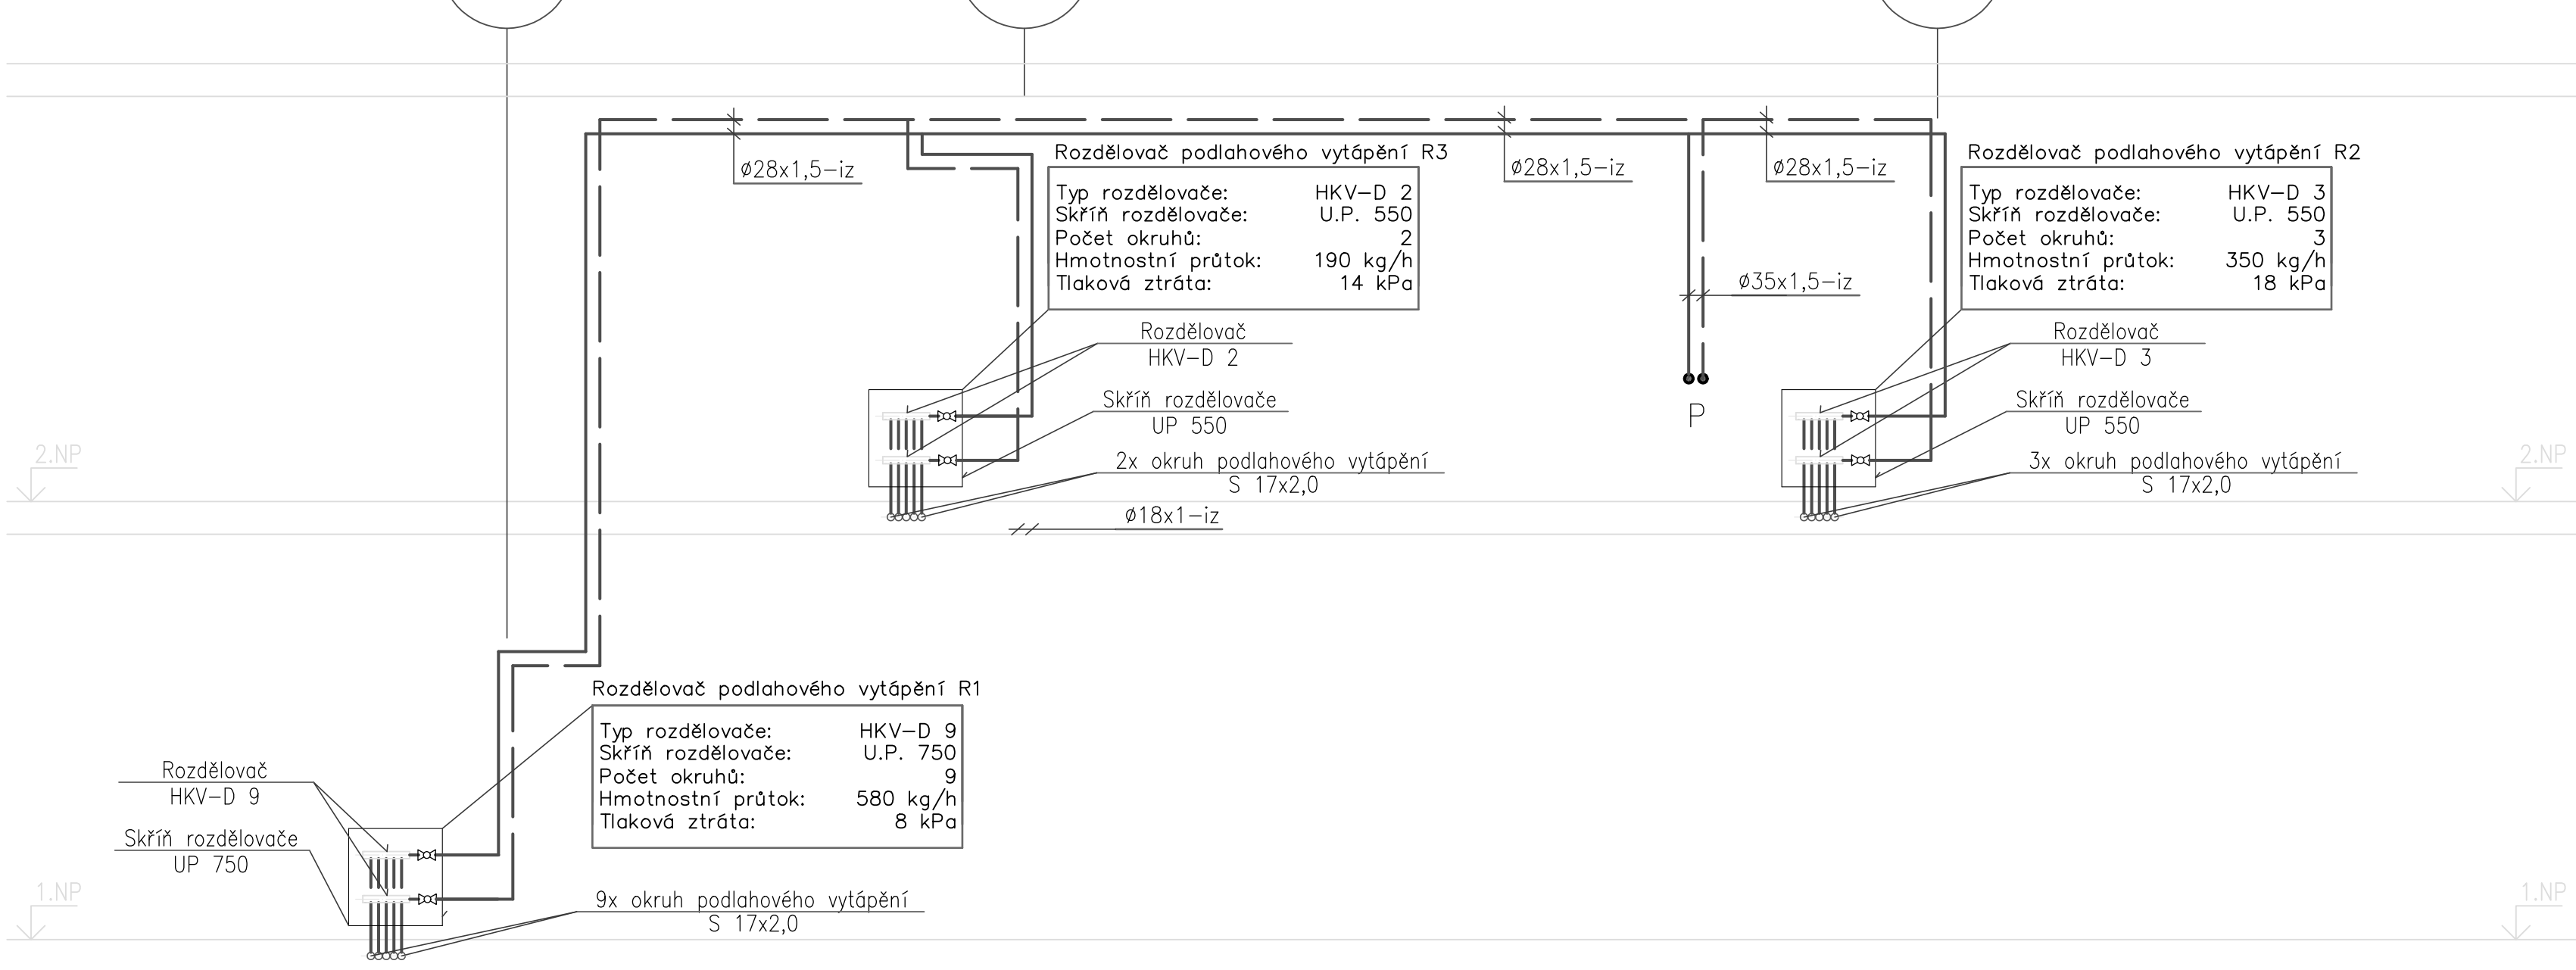 ø28x1,5-iz
ø28x1,5-iz
ø28x1,5-iz
Rozdělovač podlahového vytápění R3
Typ rozdělovače: HKV-D 2
Skříň rozdělovače: U.P. 550
Počet okruhů: 2
Hmotnostní průtok: 190 kg/h
Tlaková ztráta: 14 kPa
Rozdělovač podlahového vytápění R2
Typ rozdělovače: HKV-D 3
Skříň rozdělovače: U.P. 550
Počet okruhů: 3
Hmotnostní průtok: 350 kg/h
Tlaková ztráta: 18 kPa
ø35x1,5-iz
Rozdělovač
HKV-D 2
Skříň rozdělovače
UP 550
2x okruh podlahového vytápění
S 17x2,0
ø18x1-iz
P
Rozdělovač
HKV-D 3
Skříň rozdělovače
UP 550
3x okruh podlahového vytápění
S 17x2,0
2.NP
2.NP
Rozdělovač podlahového vytápění R1
Typ rozdělovače: HKV-D 9
Skříň rozdělovače: U.P. 750
Počet okruhů: 9
Hmotnostní průtok: 580 kg/h
Tlaková ztráta: 8 kPa
Rozdělovač
HKV-D 9
Skříň rozdělovače
UP 750
9x okruh podlahového vytápění
S 17x2,0
1.NP
1.NP